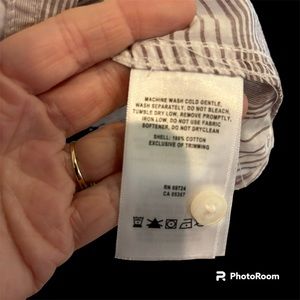 MACHINE WASH COLD GENTLE,
WASH SEPARATELY, DO NOT BLEACH,
TUMBLE DRY LOW, REMOVE PROMPTLY,
IRON LOW, DO NOT USE FABRIC
SOFTENER, DO NOT DRYCLEAN
SHELL: 100% COTTON
EXCLUSIVE OF TRIMMING
RN 69724
CA 05367
PhotoRoom